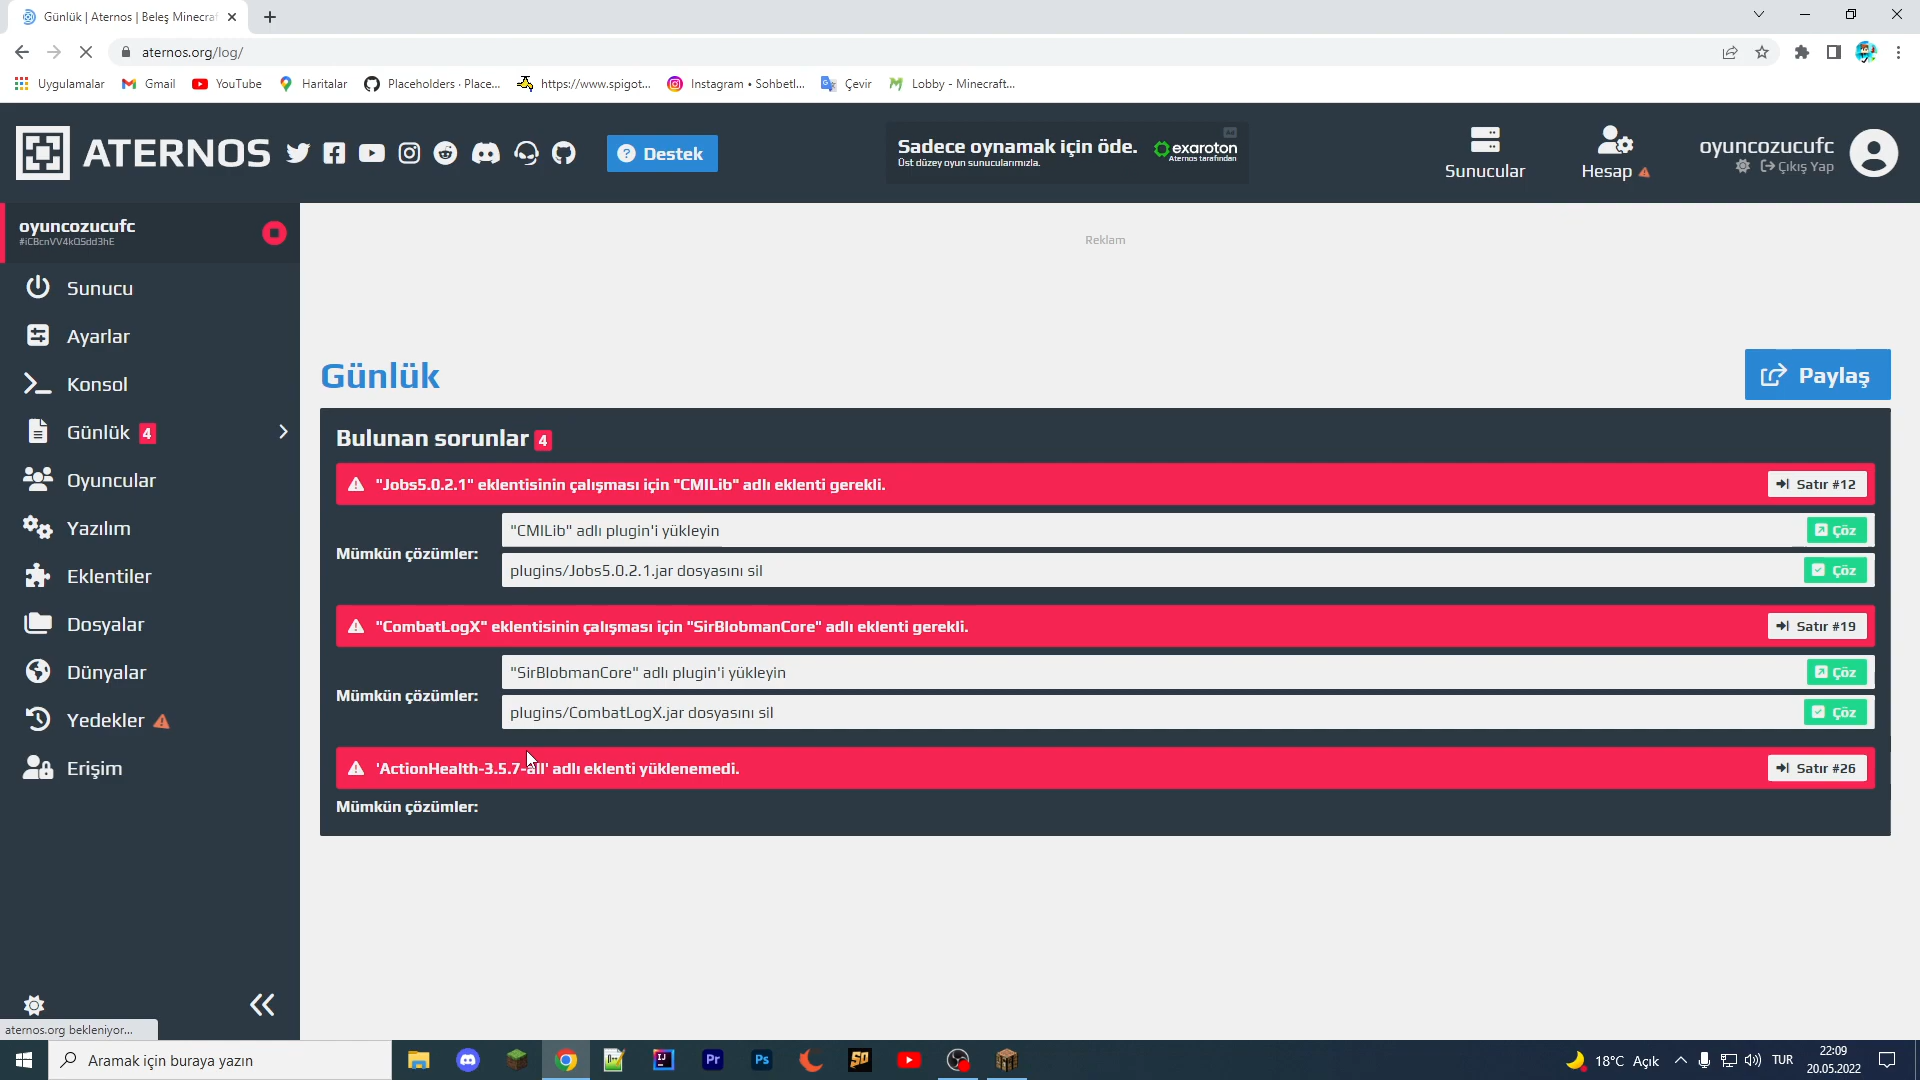 Günlük | Aternos | Beleş Minecraf
aternos.org/log/
Uygulamalar
Gmail
YouTube
Haritalar
Placeholders · Place...
https://www.spigot...
Instagram • Sohbetl...
Çevir
Lobby - Minecraft...
ATERNOS
Destek
Sadece oynamak için öde.
Üst düzey oyun sunucularımızla.
Ad
exaroton
Aternos tarafından
Sunucular
Hesap
oyuncozucufc
Çıkış Yap
oyuncozucufc
Reklam
Sunucu
Ayarlar
Konsol
Günlük 4
Oyuncular
Yazılım
Eklentiler
Dosyalar
Dünyalar
Yedekler
Erişim
Günlük
Paylaş
Bulunan sorunlar 4
"Jobs5.0.2.1" eklentisinin çalışması için "CMILib" adlı eklenti gerekli.
Satır #12
Mümkün çözümler:
"CMILib" adlı plugin'i yükleyin
Çöz
plugins/Jobs5.0.2.1.jar dosyasını sil
Çöz
"CombatLogX" eklentisinin çalışması için "SirBlobmanCore" adlı eklenti gerekli.
Satır #19
Mümkün çözümler:
"SirBlobmanCore" adlı plugin'i yükleyin
Çöz
plugins/CombatLogX.jar dosyasını sil
Çöz
'ActionHealth-3.5.7-all' adlı eklenti yüklenemedi.
Satır #26
Mümkün çözümler:
aternos.org bekleniyor...
Aramak için buraya yazın
18°C Açık
TUR
22:09
20.05.2022